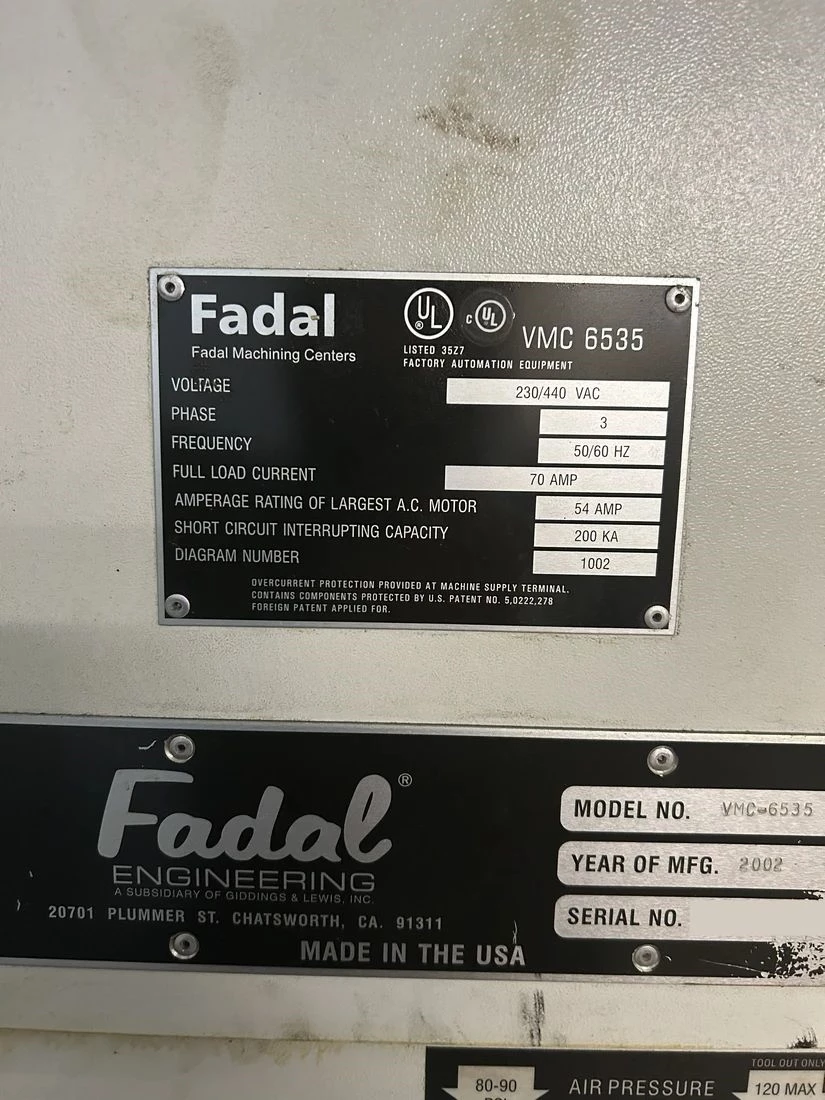 Fadal
Fadal Machining Centers
UL
®
LISTED 35Z7
c UL
VMC 6535
FACTORY AUTOMATION EQUIPMENT
VOLTAGE 230/440 VAC
PHASE 3
FREQUENCY 50/60 HZ
FULL LOAD CURRENT 70 AMP
AMPERAGE RATING OF LARGEST A.C. MOTOR 54 AMP
SHORT CIRCUIT INTERRUPTING CAPACITY 200 KA
DIAGRAM NUMBER 1002
OVERCURRENT PROTECTION PROVIDED AT MACHINE SUPPLY TERMINAL.
CONTAINS COMPONENTS PROTECTED BY U.S. PATENT NO. 5,0222,278
FOREIGN PATENT APPLIED FOR.
Fadal®
ENGINEERING
A SUBSIDIARY OF GIDDINGS & LEWIS, INC.
20701 PLUMMER ST. CHATSWORTH, CA. 91311
MADE IN THE USA
MODEL NO. VMC-6535
YEAR OF MFG. 2002
SERIAL NO.
80-90
AIR PRESSURE
TOOL OUT ONLY
120 MAX